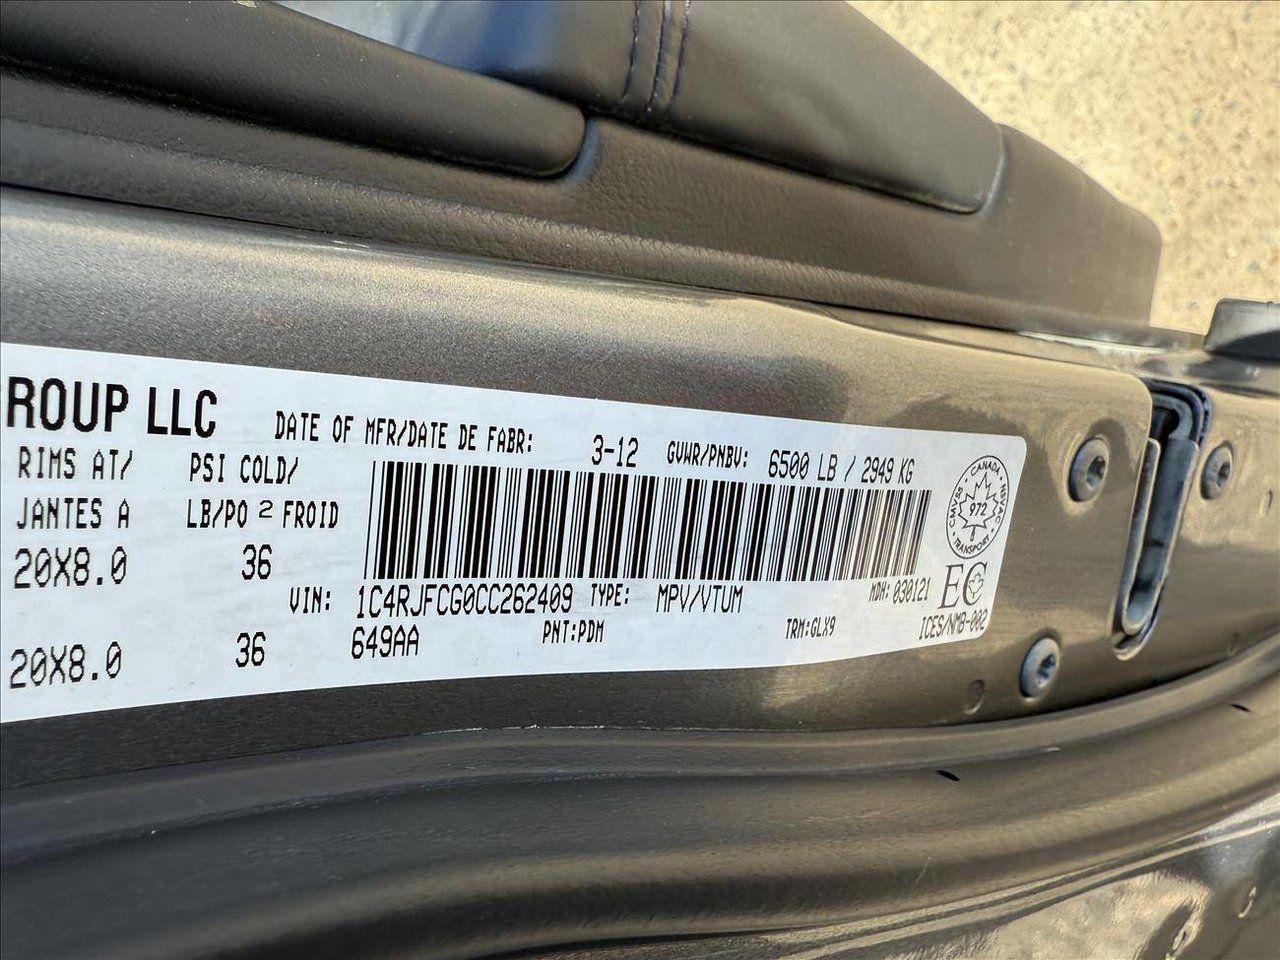 ROUP LLC
DATE OF MFR/DATE DE FABR: 3-12 GVWR/PNBV: 6500 LB / 2949 KG
RIMS AT/ PSI COLD/
JANTES A LB/PO 2 FROID
20X8.0 36
VIN: 1C4RJFCG0CC262409 TYPE: MPV/VTUM MDH: 030121
20X8.0 36 649AA PNT:PDM TRM:GLX9
CANADA
CMVSS NSVAC
972
TRANSPORT
EC
ICES/NMB-002